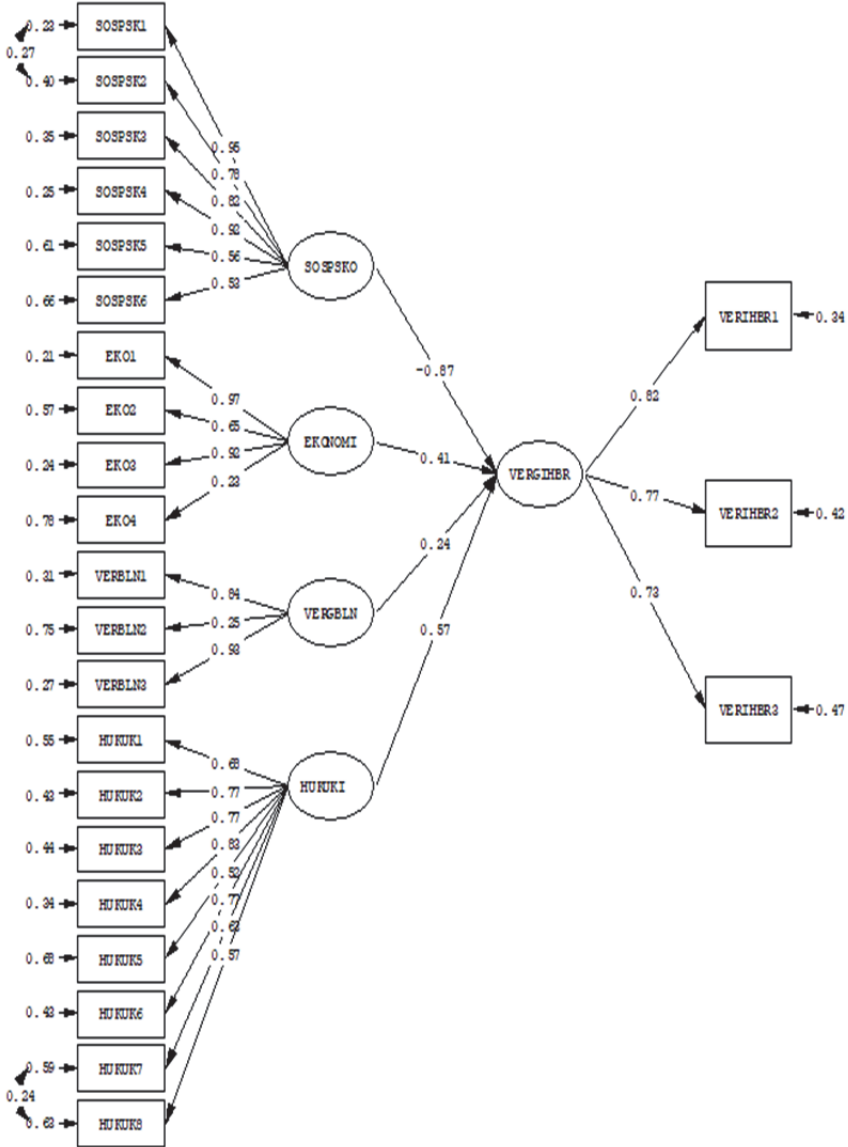 0.23 SOSPSK1
0.27
0.40 SOSPSK2
0.35 SOSPSK3
0.25 SOSPSK4
0.61 SOSPSK5
0.66 SOSPSK6
0.95
0.78
0.82
0.92
0.56
0.53
SOSPSKO
0.21 EKO1
0.57 EKO2
0.24 EKO3
0.78 EKO4
0.97
0.65
0.92
0.23
EKONOMI
0.31 VERBLN1
0.75 VERBLN2
0.27 VERBLN3
0.84
0.25
0.93
VERGBLN
0.55 HUKUK1
0.43 HUKUK2
0.44 HUKUK3
0.34 HUKUK4
0.68 HUKUK5
0.43 HUKUK6
0.59 HUKUK7
0.24
0.63 HUKUK8
0.68
0.77
0.77
0.83
0.52
0.77
0.63
0.57
HUKUKI
-0.87
0.41
0.24
0.57
VERGIHBR
0.82
0.77
0.73
VERIHBR1 0.34
VERIHBR2 0.42
VERIHBR3 0.47